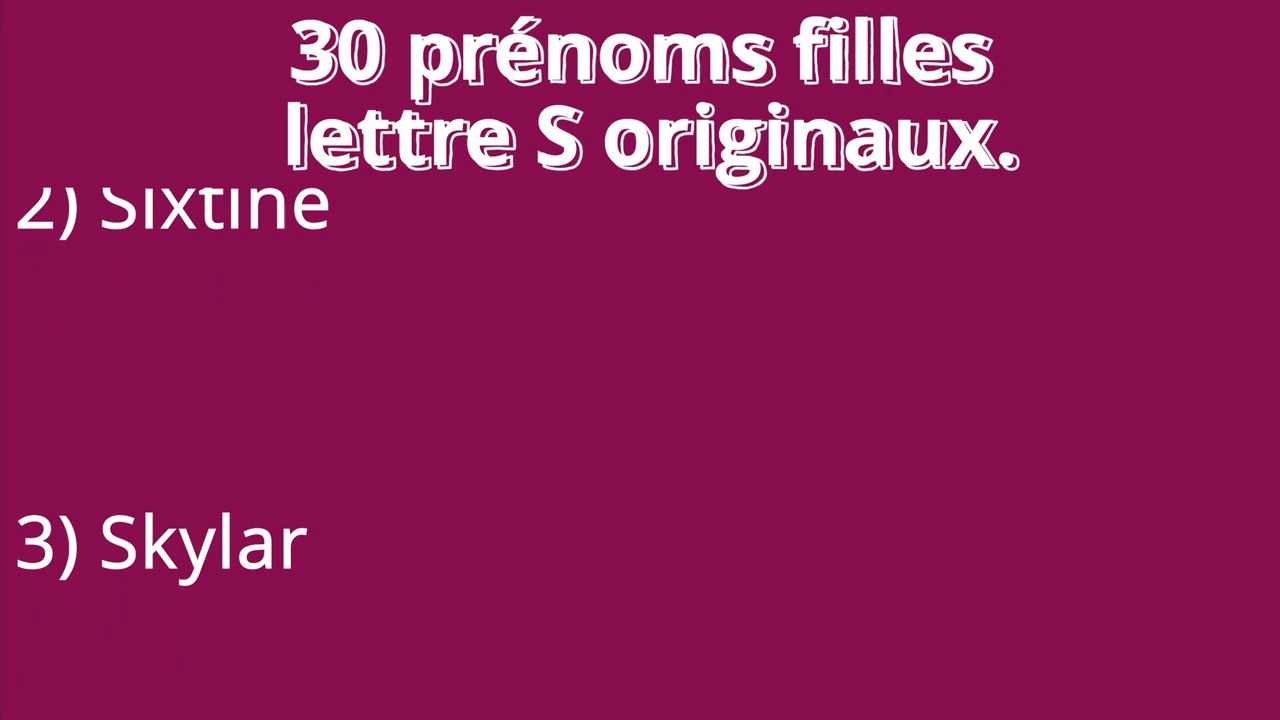 30 prénoms filles
lettre S originaux.
2) Sixtine
3) Skylar